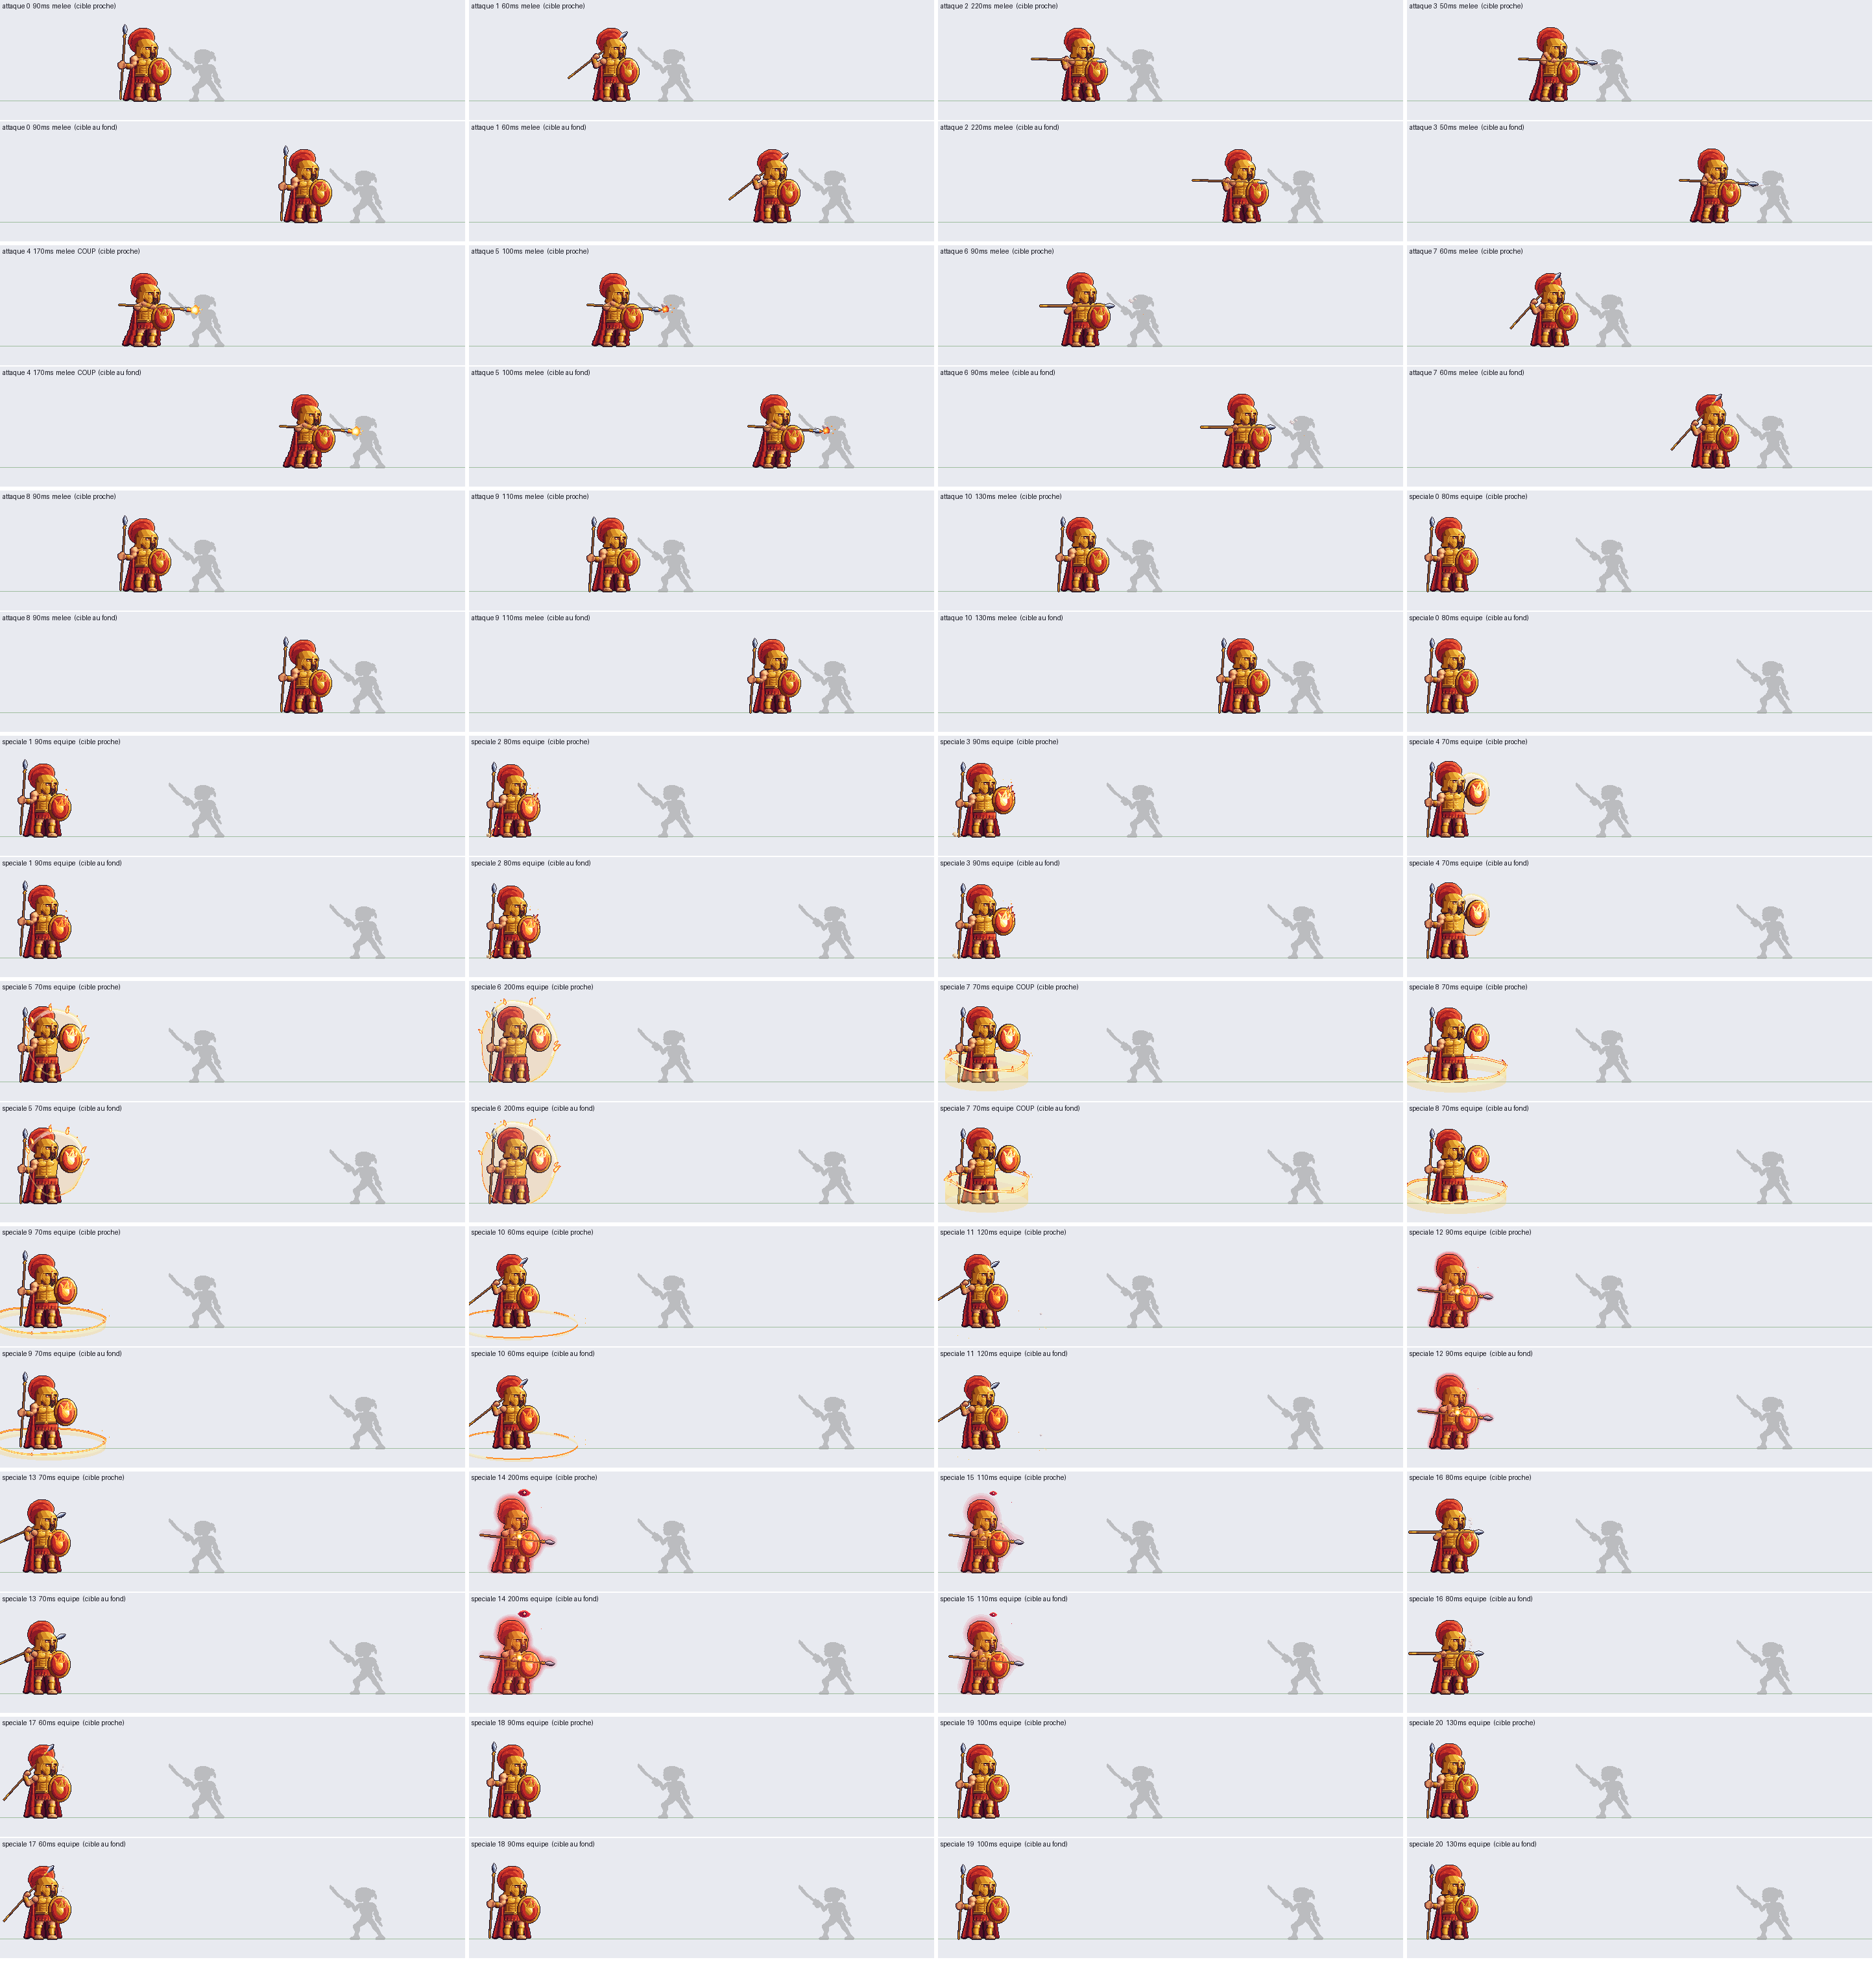 attaque 0 90ms melee (cible proche)
attaque 1 60ms melee (cible proche)
attaque 2 220ms melee (cible proche)
attaque 3 50ms melee (cible proche)
attaque 0 90ms melee (cible au fond)
attaque 1 60ms melee (cible au fond)
attaque 2 220ms melee (cible au fond)
attaque 3 50ms melee (cible au fond)
attaque 4 170ms melee COUP (cible proche)
attaque 5 100ms melee (cible proche)
attaque 6 90ms melee (cible proche)
attaque 7 60ms melee (cible proche)
attaque 4 170ms melee COUP (cible au fond)
attaque 5 100ms melee (cible au fond)
attaque 6 90ms melee (cible au fond)
attaque 7 60ms melee (cible au fond)
attaque 8 90ms melee (cible proche)
attaque 9 110ms melee (cible proche)
attaque 10 130ms melee (cible proche)
speciale 0 80ms equipe (cible proche)
attaque 8 90ms melee (cible au fond)
attaque 9 110ms melee (cible au fond)
attaque 10 130ms melee (cible au fond)
speciale 0 80ms equipe (cible au fond)
speciale 1 90ms equipe (cible proche)
speciale 2 80ms equipe (cible proche)
speciale 3 90ms equipe (cible proche)
speciale 4 70ms equipe (cible proche)
speciale 1 90ms equipe (cible au fond)
speciale 2 80ms equipe (cible au fond)
speciale 3 90ms equipe (cible au fond)
speciale 4 70ms equipe (cible au fond)
speciale 5 70ms equipe (cible proche)
speciale 6 200ms equipe (cible proche)
speciale 7 70ms equipe COUP (cible proche)
speciale 8 70ms equipe (cible proche)
speciale 5 70ms equipe (cible au fond)
speciale 6 200ms equipe (cible au fond)
speciale 7 70ms equipe COUP (cible au fond)
speciale 8 70ms equipe (cible au fond)
speciale 9 70ms equipe (cible proche)
speciale 10 60ms equipe (cible proche)
speciale 11 120ms equipe (cible proche)
speciale 12 90ms equipe (cible proche)
speciale 9 70ms equipe (cible au fond)
speciale 10 60ms equipe (cible au fond)
speciale 11 120ms equipe (cible au fond)
speciale 12 90ms equipe (cible au fond)
speciale 13 70ms equipe (cible proche)
speciale 14 200ms equipe (cible proche)
speciale 15 110ms equipe (cible proche)
speciale 16 80ms equipe (cible proche)
speciale 13 70ms equipe (cible au fond)
speciale 14 200ms equipe (cible au fond)
speciale 15 110ms equipe (cible au fond)
speciale 16 80ms equipe (cible au fond)
speciale 17 60ms equipe (cible proche)
speciale 18 90ms equipe (cible proche)
speciale 19 100ms equipe (cible proche)
speciale 20 130ms equipe (cible proche)
speciale 17 60ms equipe (cible au fond)
speciale 18 90ms equipe (cible au fond)
speciale 19 100ms equipe (cible au fond)
speciale 20 130ms equipe (cible au fond)